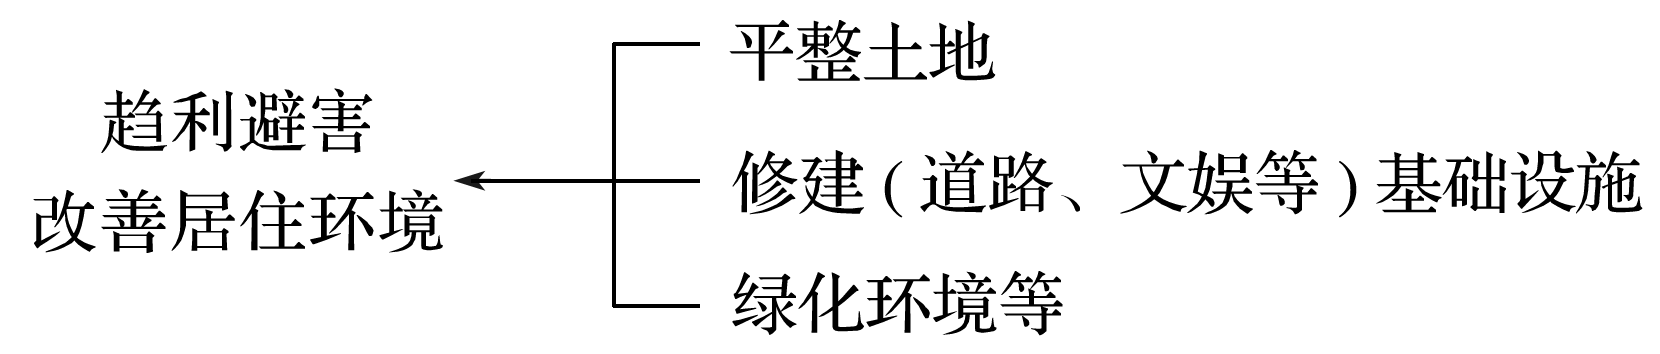 趋利避害
改善居住环境
平整土地
修建(道路、文娱等)基础设施
绿化环境等